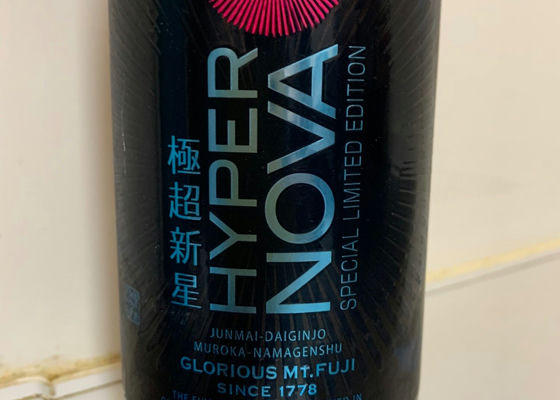 極超新星
HYPER
NOVA
SPECIAL LIMITED EDITION
JUNMAI-DAIGINJO
MUROKA-NAMAGENSHU
GLORIOUS Mt.FUJI
SINCE 1778